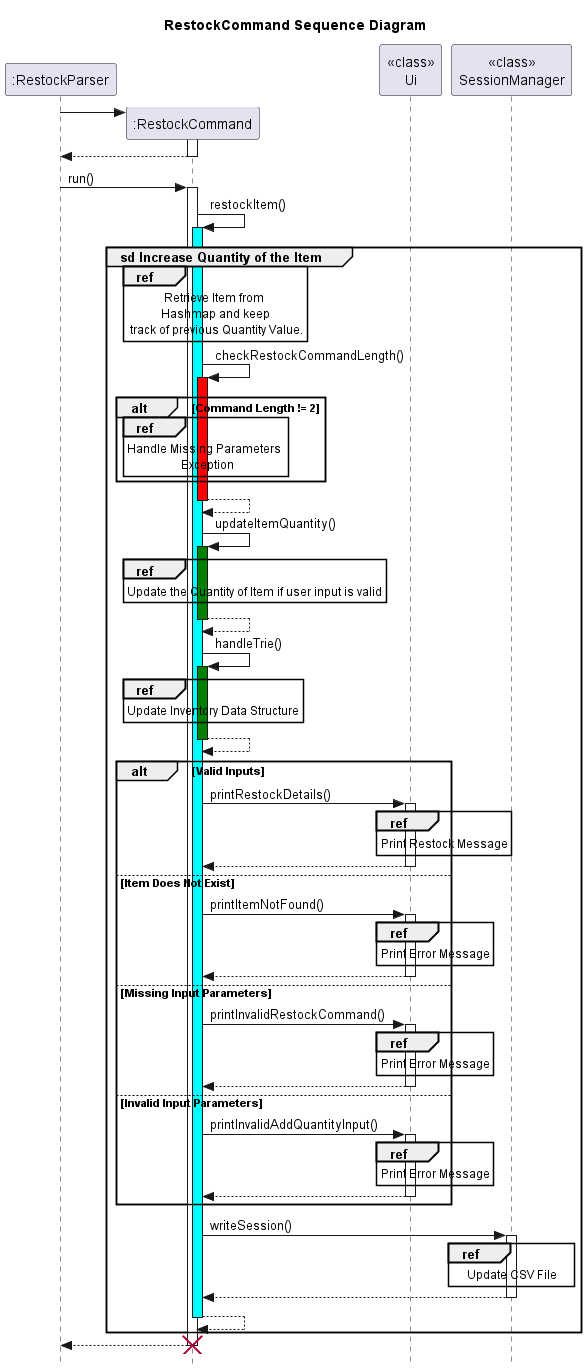 RestockCommand Sequence Diagram
:RestockParser
«class»
Ui
«class»
SessionManager
:RestockCommand
run()
restockItem()
sd Increase Quantity of the Item
ref
Retrieve Item from
Hashmap and keep
track of previous Quantity Value.
checkRestockCommandLength()
alt
[Command Length != 2]
ref
Handle Missing Parameters
Exception
updateItemQuantity()
ref
Update the Quantity of Item if user input is valid
handleTrie()
ref
Update Inventory Data Structure
alt
[Valid Inputs]
printRestockDetails()
ref
Print Restock Message
[Item Does Not Exist]
printItemNotFound()
ref
Print Error Message
[Missing Input Parameters]
printInvalidRestockCommand()
ref
Print Error Message
[Invalid Input Parameters]
printInvalidAddQuantityInput()
ref
Print Error Message
writeSession()
ref
Update CSV File